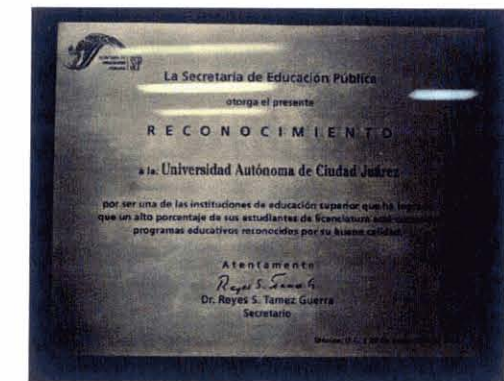 La Secretaría de Educación Pública
otorga el presente
RECONOCIMIENTO
a la: Universidad Autónoma de Ciudad Juárez
por ser una de las instituciones de educación superior que ha
que un alto porcentaje de sus estudiantes de licenciatura
programas educativos reconocidos por su buena calidad
Atentamente
Dr. Reyes S. Tamez Guerra
Secretario
México, D.F.